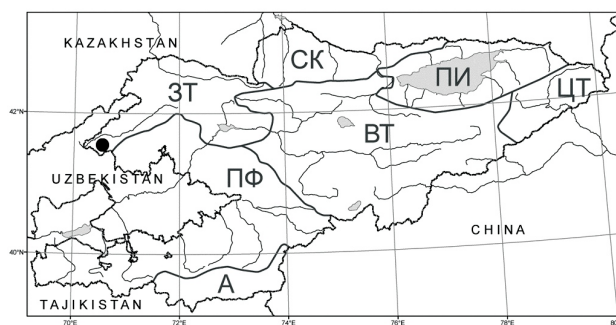 KAZAKHSTAN
СК
ПИ
ЦТ
ЗТ
42°N
ВТ
UZBEKISTAN
ПФ
CHINA
40°N
А
TAJIKISTAN
70°E
72°E
74°E
76°E
78°E